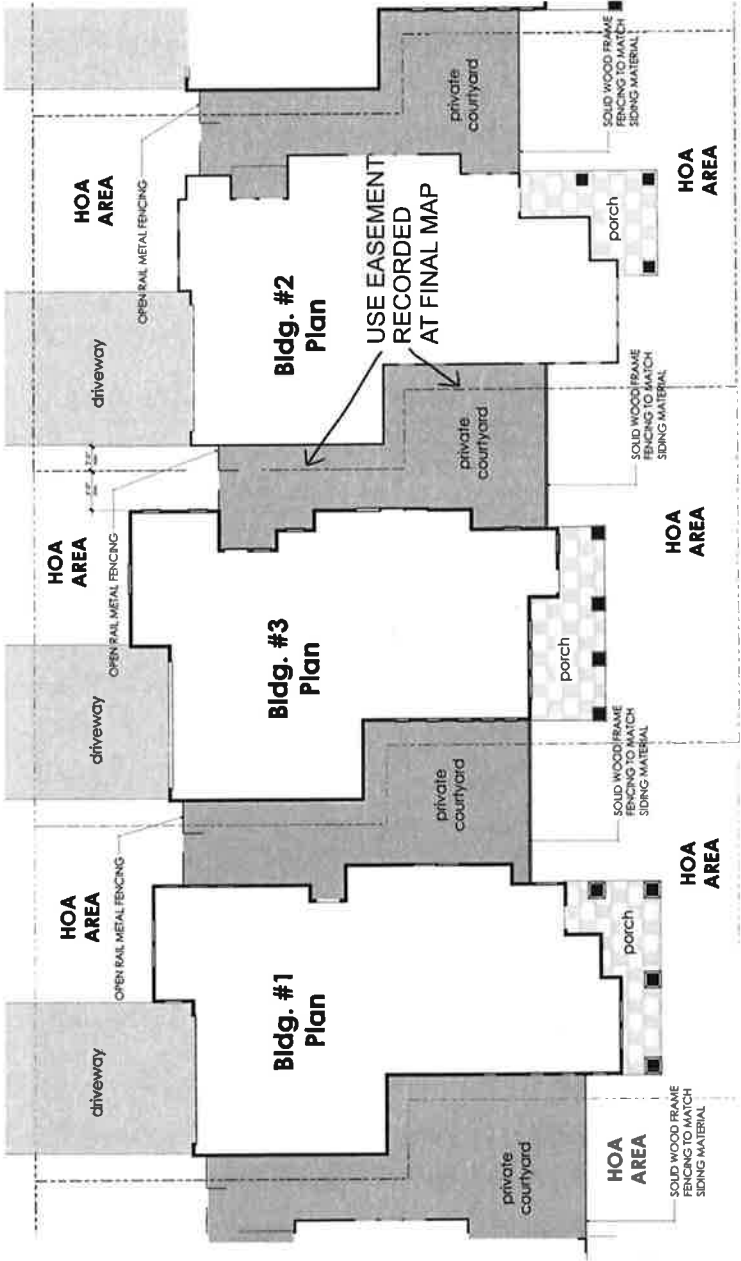 private
courtyard
SOLID WOOD FRAME
FENCING TO MATCH
SIDING MATERIAL
HOA
AREA
OPEN RAIL METAL FENCING
HOA
AREA
porch
driveway
Bldg. #2
Plan
USE EASEMENT
RECORDED
AT FINAL MAP
private
courtyard
SOLID WOOD FRAME
FENCING TO MATCH
SIDING MATERIAL
HOA
AREA
OPEN RAIL METAL FENCING
HOA
AREA
driveway
Bldg. #3
Plan
porch
private
courtyard
SOLID WOOD FRAME
FENCING TO MATCH
SIDING MATERIAL
HOA
AREA
OPEN RAIL METAL FENCING
HOA
AREA
driveway
Bldg. #1
Plan
porch
private
courtyard
HOA
AREA
SOLID WOOD FRAME
FENCING TO MATCH
SIDING MATERIAL